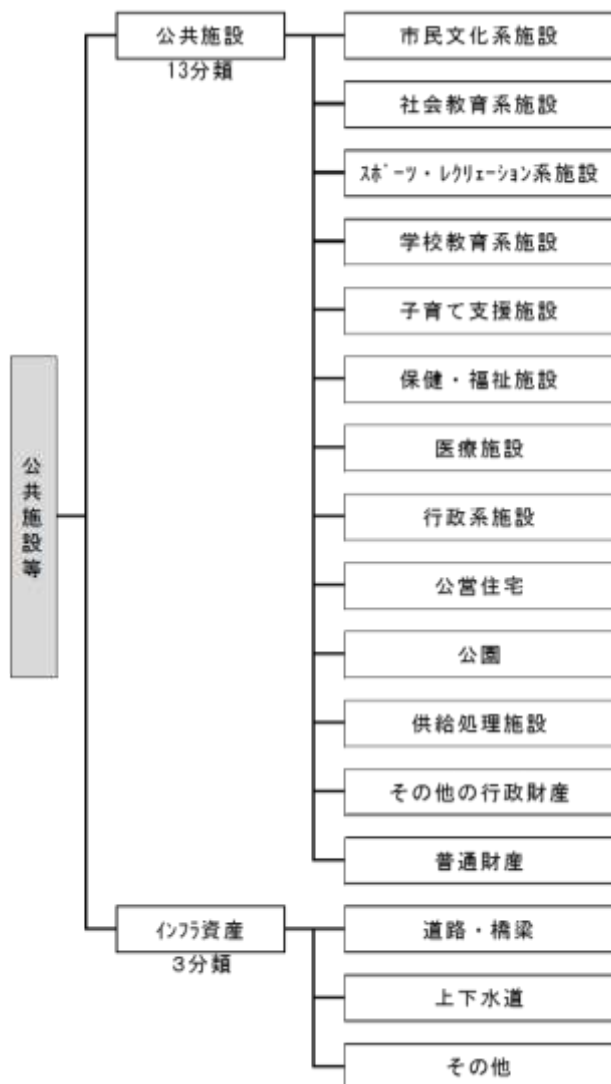 公共施設等
公共施設
13分類
市民文化系施設
社会教育系施設
ｽﾎﾟｰﾂ・ﾚｸﾘｪｰｼｮﾝ系施設
学校教育系施設
子育て支援施設
保健・福祉施設
医療施設
行政系施設
公営住宅
公園
供給処理施設
その他の行政財産
普通財産
ｲﾝﾌﾗ資産
３分類
道路・橋梁
上下水道
その他